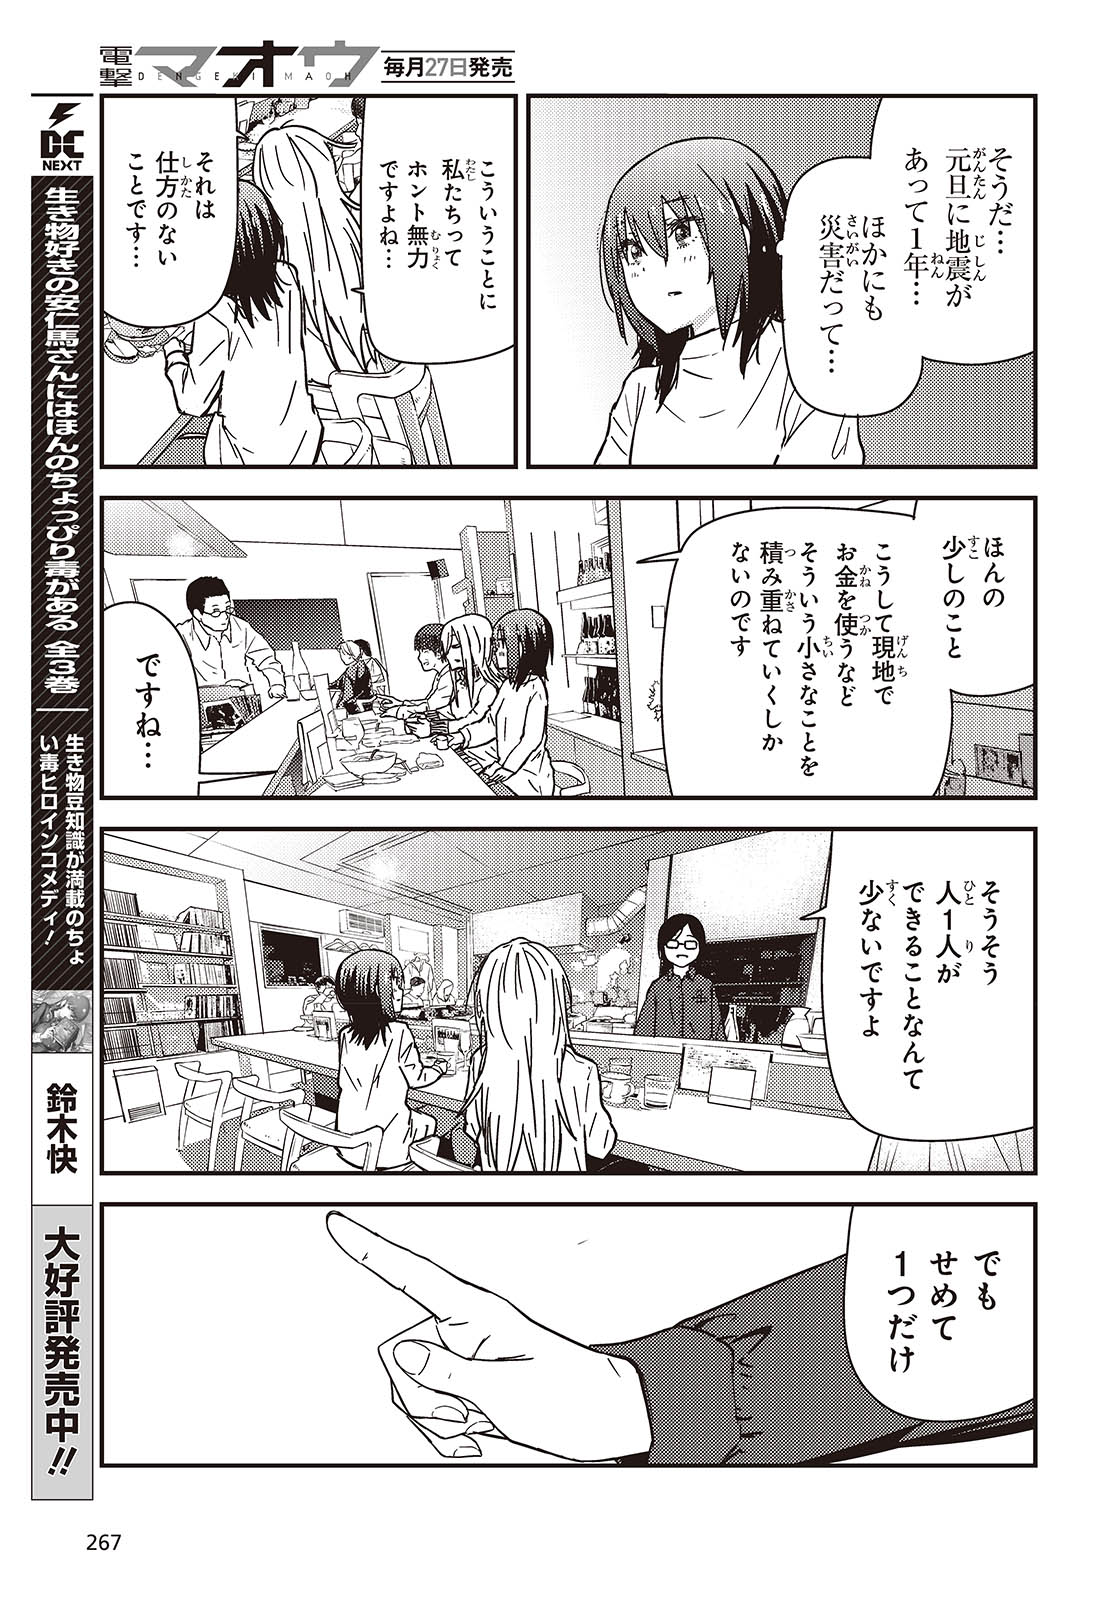 電撃マオウ
DENGEKI MAOH
毎月27日発売
そうだ…
元旦に地震が
あって1年…
ほかにも
災害だって…
こういうことに
私たちって
ホント無力
ですよね…
それは
仕方のない
ことです…
ほんの
少しのこと
こうして現地で
お金を使うなど
そういう小さなことを
積み重ねていくしか
ないのです
ですね…
そうそう
人1人が
できることなんて
少ないですよ
でも
せめて
1つだけ
DC
NEXT
生き物好きの安仁馬さんにはほんのちょっぴり毒がある 全3巻
生き物豆知識が満載のちょ
い毒ヒロインコメディ!
鈴木快
大好評発売中!!
267